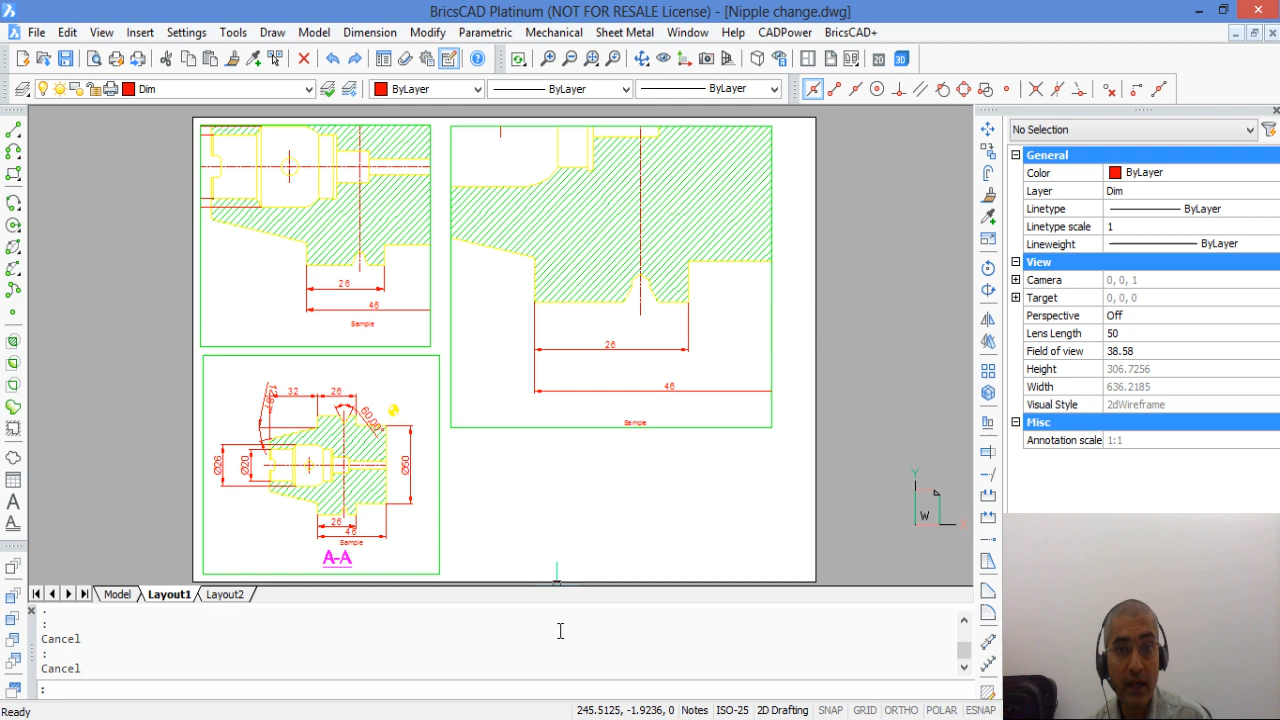 BricsCAD Platinum (NOT FOR RESALE License) - [Nipple change.dwg]
File Edit View Insert Settings Tools Draw Model Dimension Modify Parametric Mechanical Sheet Metal Window Help CADPower BricsCAD+
20 3D
Dim ByLayer ByLayer ByLayer
No Selection
General
Color ByLayer
Layer Dim
Linetype ByLayer
Linetype scale 1
Lineweight ByLayer
View
Camera 0, 0, 1
Target 0, 0, 0
Perspective Off
Lens Length 50
Field of view 38.58
Height 306.7256
Width 636.2185
Visual Style 2dWireframe
Misc
Annotation scale 1:1
26
46
Sample
26
46
Sample
32 26
60.00°
Ø26
Ø20
Ø60
26
46
Sample
A-A
Y
W
Model Layout1 Layout2
:
:
Cancel
:
Cancel
:
Ready 245.5125, -1.9236, 0 Notes ISO-25 2D Drafting SNAP GRID ORTHO POLAR ESNAP